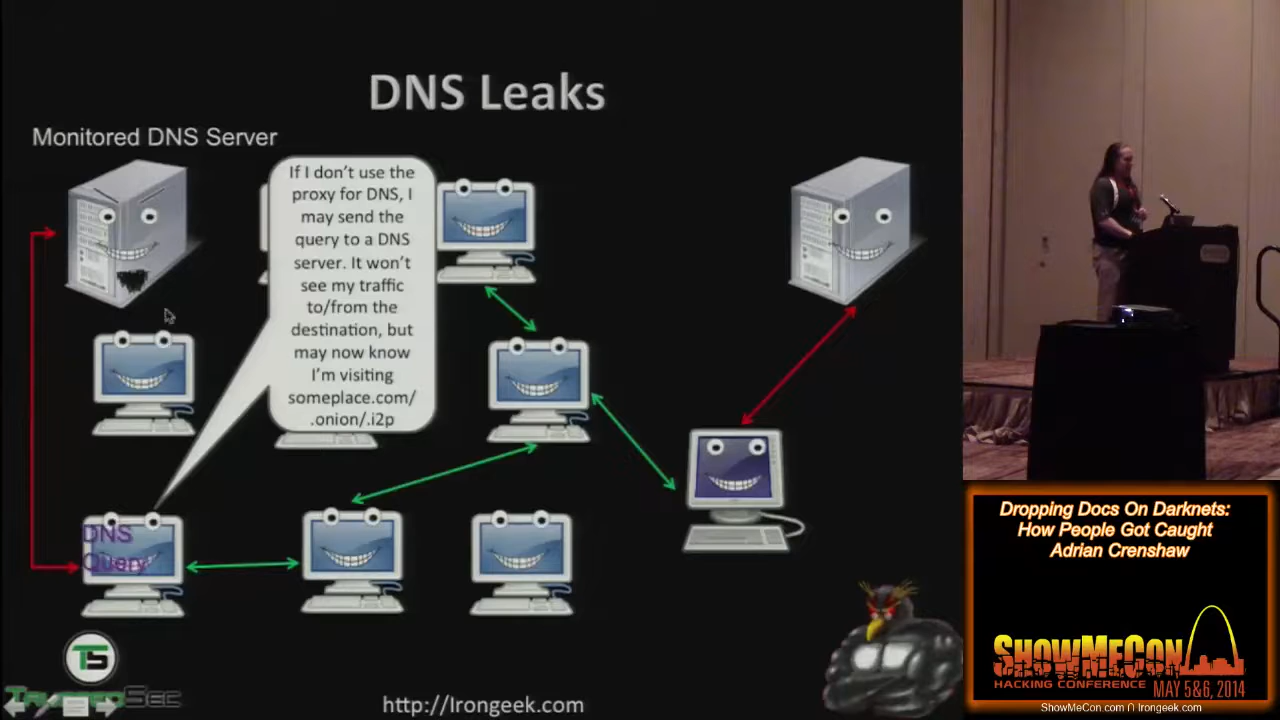 DNS Leaks
Monitored DNS Server
If I don't use the
proxy for DNS, I
may send the
query to a DNS
server. It won't
see my traffic
to/from the
destination, but
may now know
I'm visiting
someplace.com/
.onion/.i2p
DNS
Query
TS
TRUSTEDSEC
http://Irongeek.com
Dropping Docs On Darknets:
How People Got Caught
Adrian Crenshaw
SHOWMECON
HACKING CONFERENCE
MAY 5&6, 2014
ShowMeCon.com ∩ Irongeek.com